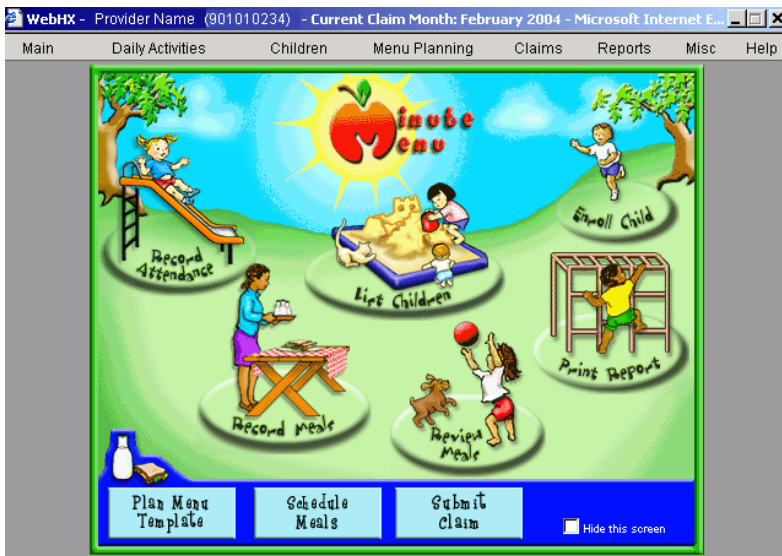 WebHX - Provider Name (901010234) - Current Claim Month: February 2004 - Microsoft Internet E...
Main Daily Activities Children Menu Planning Claims Reports Misc Help
Minute
Menu
Enroll Child
Record
Attendance
List Children
Print Report
Record Meals
Review
Meals
Plan Menu
Template
Schedule
Meals
Submit
Claim
Hide this screen